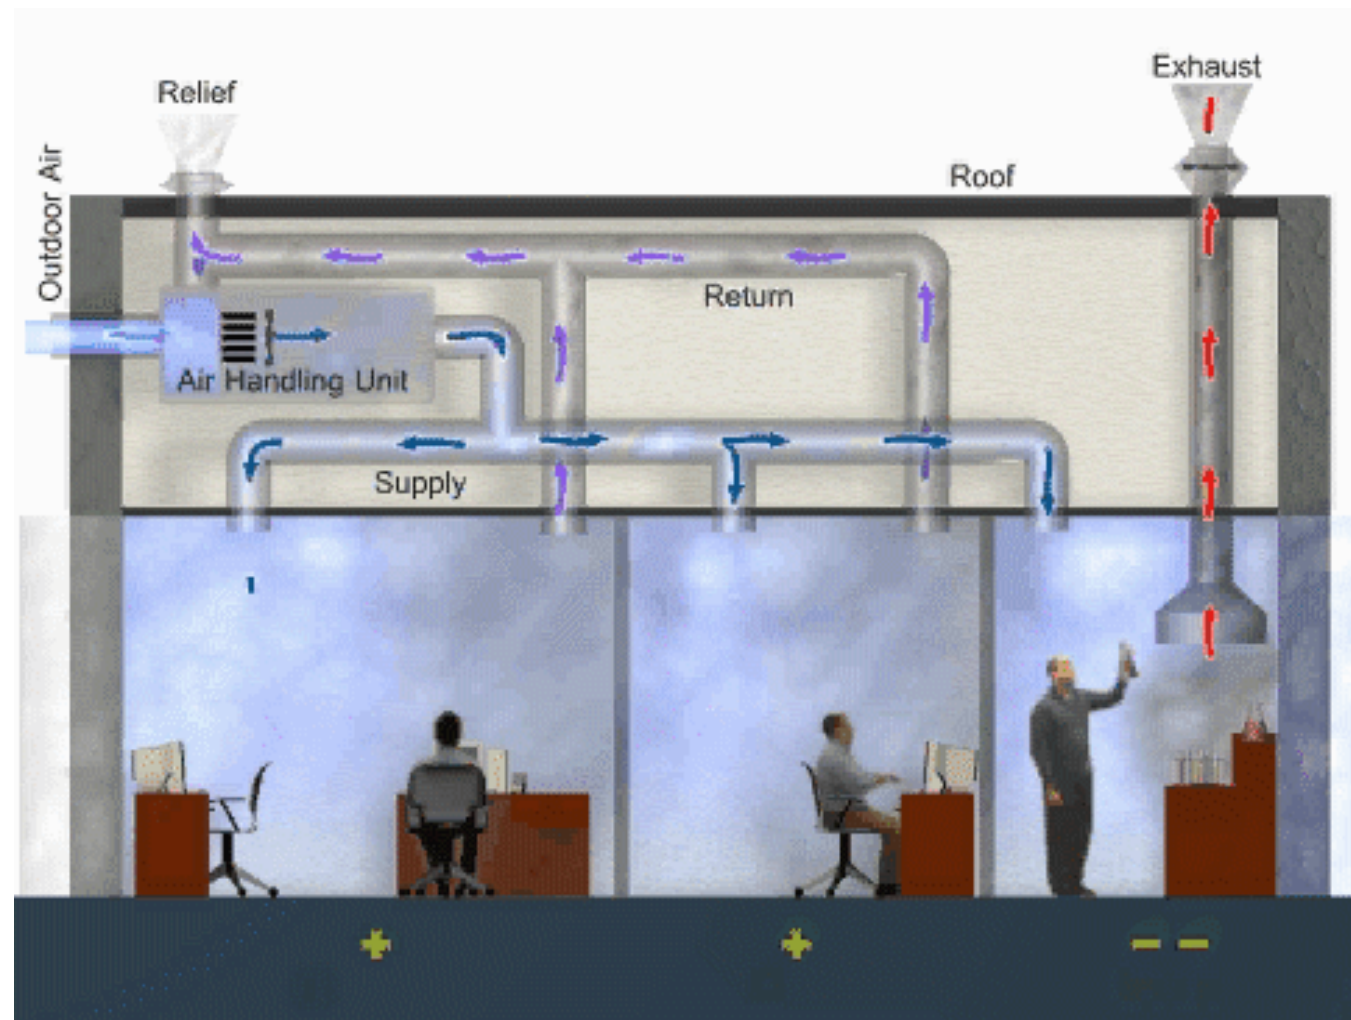 Exhaust
Relief
Outdoor Air
Roof
Return
Air Handling Unit
Supply
+
+
− −